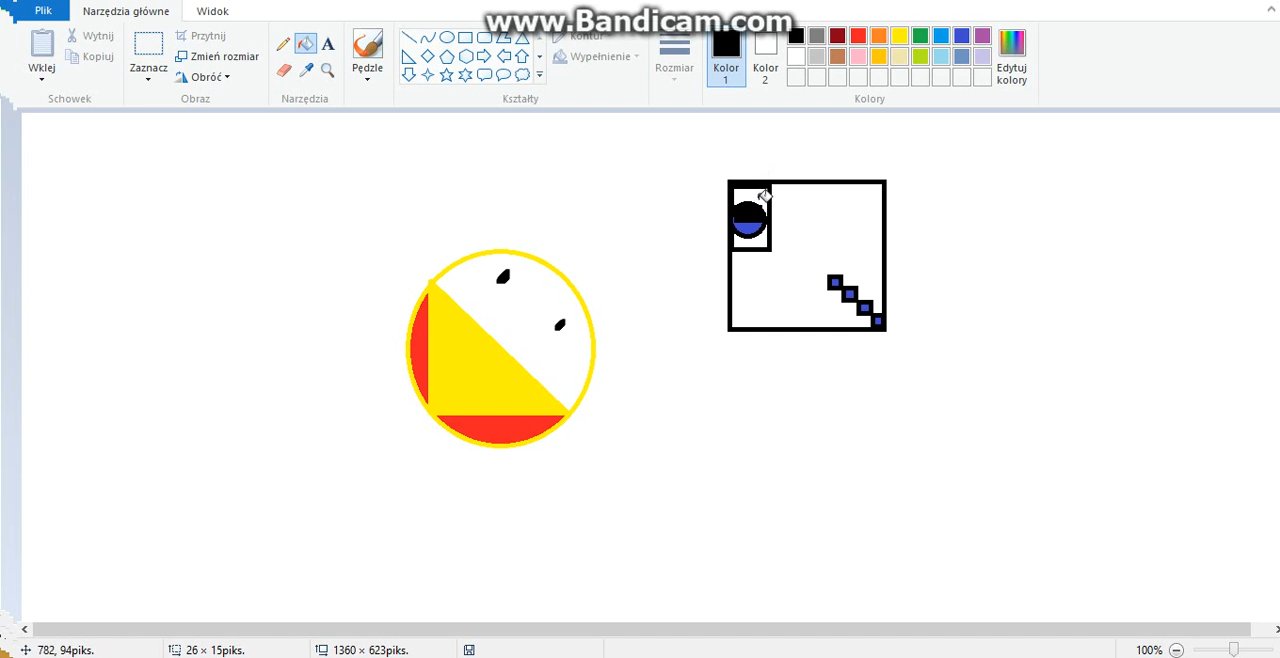 www.Bandicam.com
Plik Narzędzia główne Widok
Wklej
Wytnij
Kopiuj
Schowek
Zaznacz
Przytnij
Zmień rozmiar
Obróć
Obraz
A
Narzędzia
Pędzle
Kontur
Wypełnienie
Kształty
Rozmiar
Kolor
1
Kolor
2
Edytuj
kolory
Kolory
782, 94piks. 26 × 15piks. 1360 × 623piks. 100%